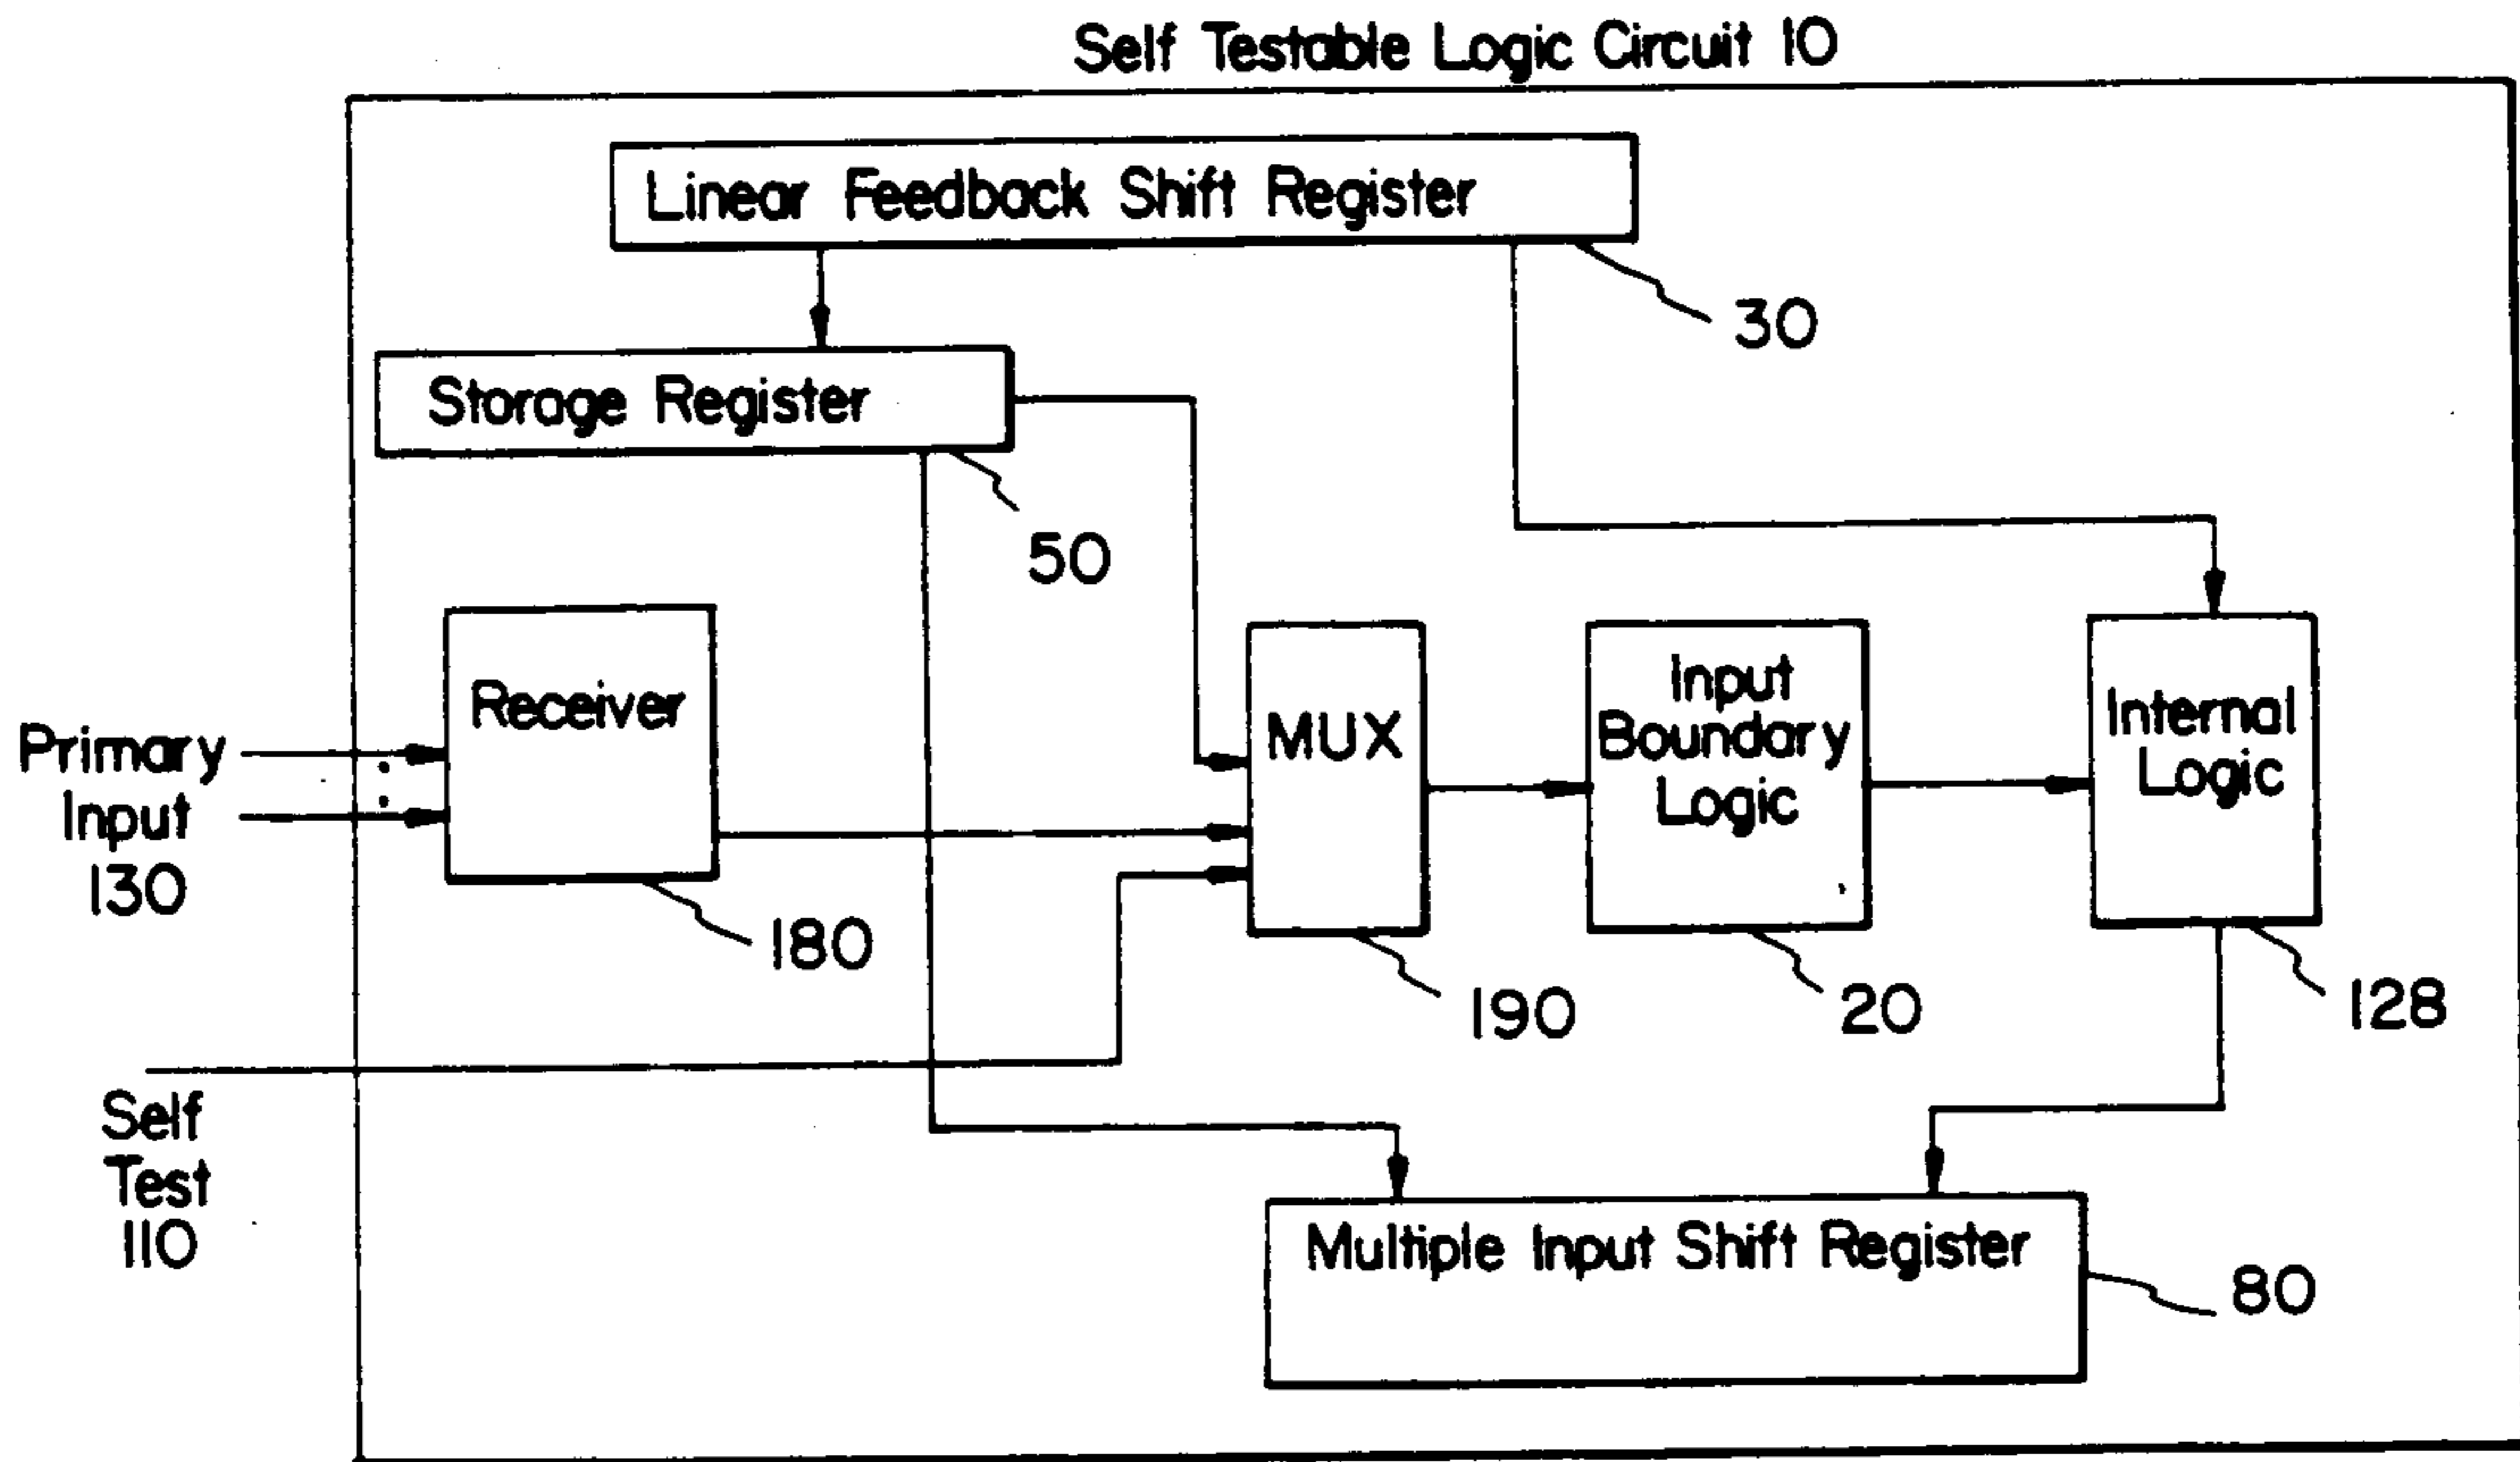 Self Testable Logic Circuit 10
Linear Feedback Shift Register
30
Storage Register
50
Receiver
180
Primary
Input
130
MUX
190
Input
Boundary
Logic
20
Internal
Logic
128
Self
Test
110
Multiple Input Shift Register
80